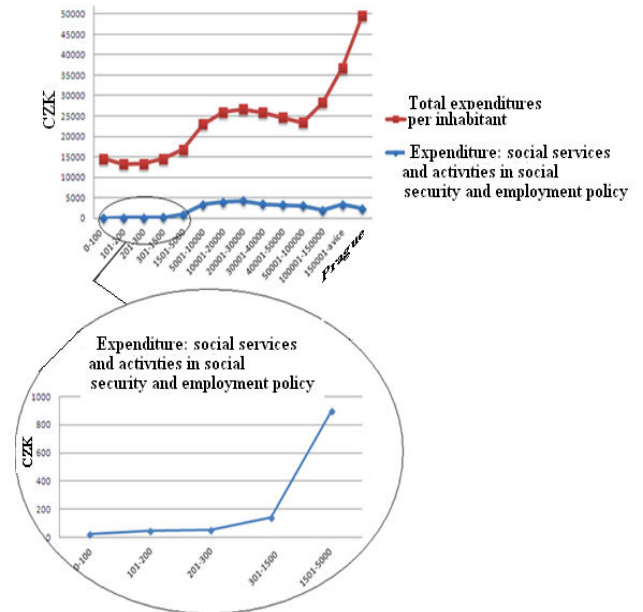 50000
45000
40000
35000
30000
25000
20000
15000
10000
5000
0
CZK
0-100
101-200
201-300
301-1500
1501-5000
5001-10000
10001-20000
20001-30000
30001-40000
40001-50000
50001-100000
100001-150000
150001-a více
Prague
Total expenditures
per inhabitant
Expenditure: social services
and activities in social
security and employment policy
Expenditure: social services
and activities in social
security and employment policy
1000
800
600
400
200
0
CZK
0-100
101-200
201-300
301-1500
1501-5000